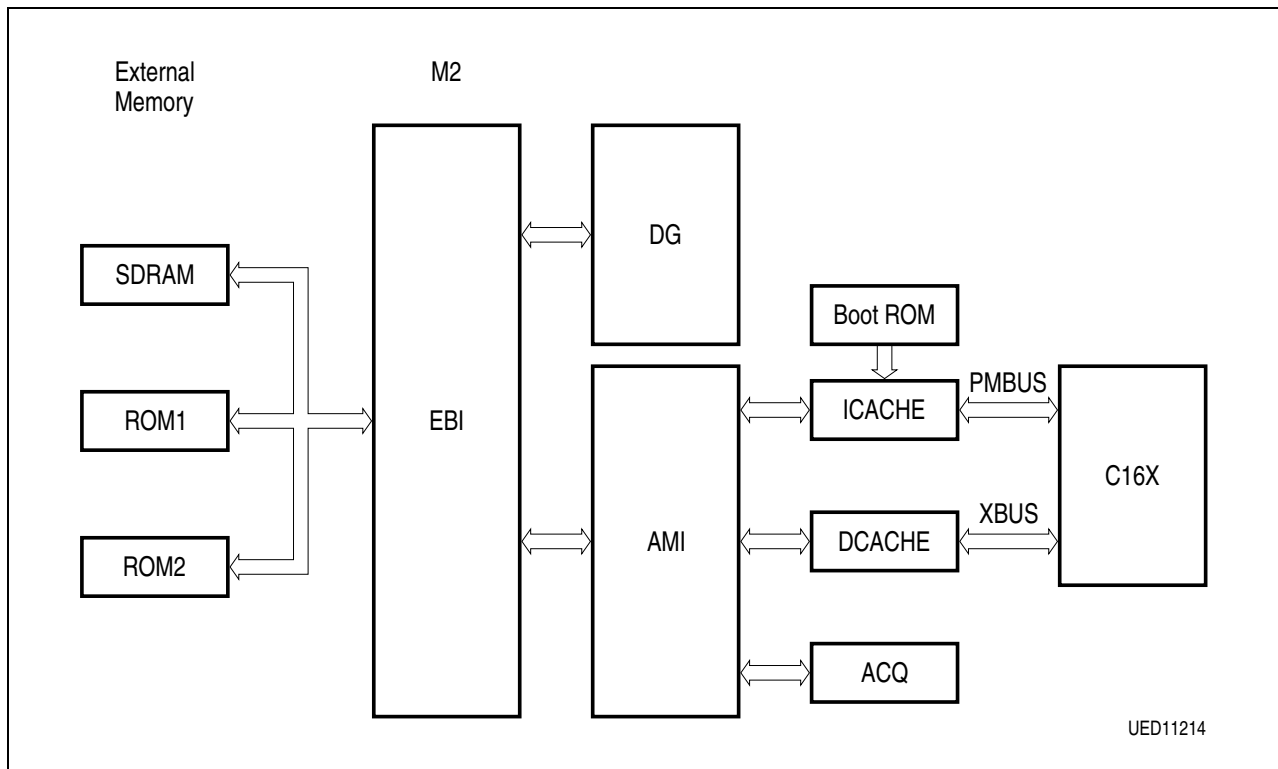 External
Memory
M2
SDRAM
ROM1
ROM2
EBI
DG
AMI
Boot ROM
ICACHE
DCACHE
ACQ
PMBUS
XBUS
C16X
UED11214